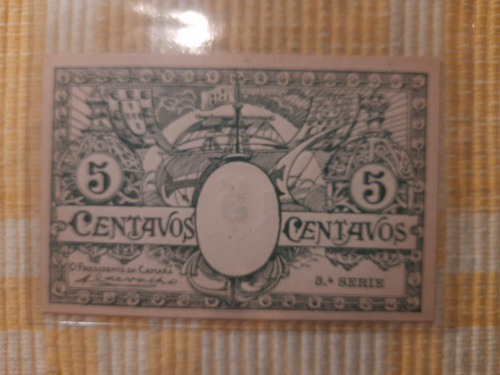 5 5
CENTAVOS CENTAVOS
O PRESIDENTE DA CAMARA
3.ª SERIE